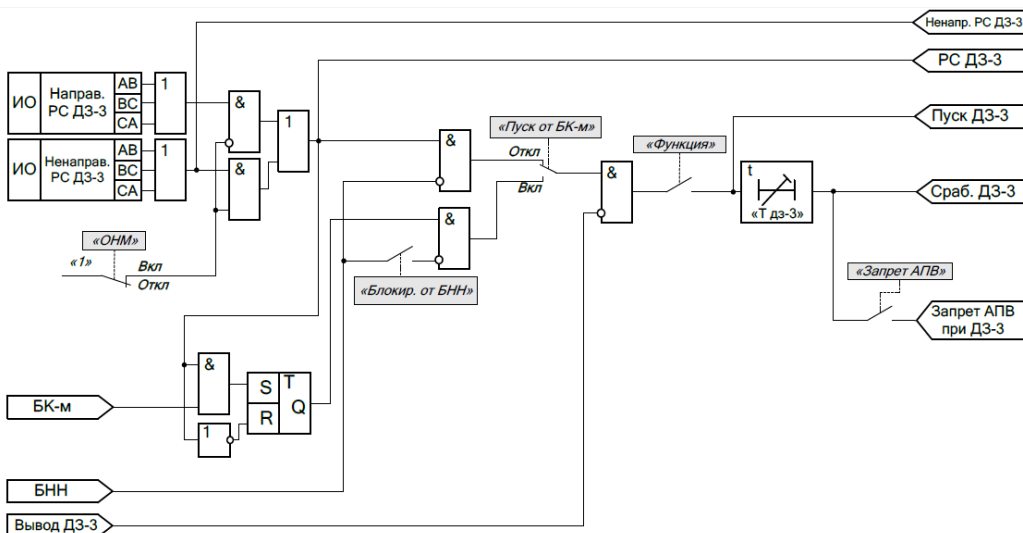 Ненапр. РС ДЗ-3
РС ДЗ-3
ИО
Направ.
РС ДЗ-3
AB
BC
CA
1
&
1
Пуск ДЗ-3
ИО
Ненаправ.
РС ДЗ-3
AB
BC
CA
1
&
&
«Пуск от БК-м»
Откл
Вкл
&
«Функция»
t
«Т дз-3»
Сраб. ДЗ-3
&
«ОНМ»
«1»
Вкл
Откл
«Блокир. от БНН»
«Запрет АПВ»
Запрет АПВ
при ДЗ-3
&
S
T
R
Q
1
БК-м
БНН
Вывод ДЗ-3